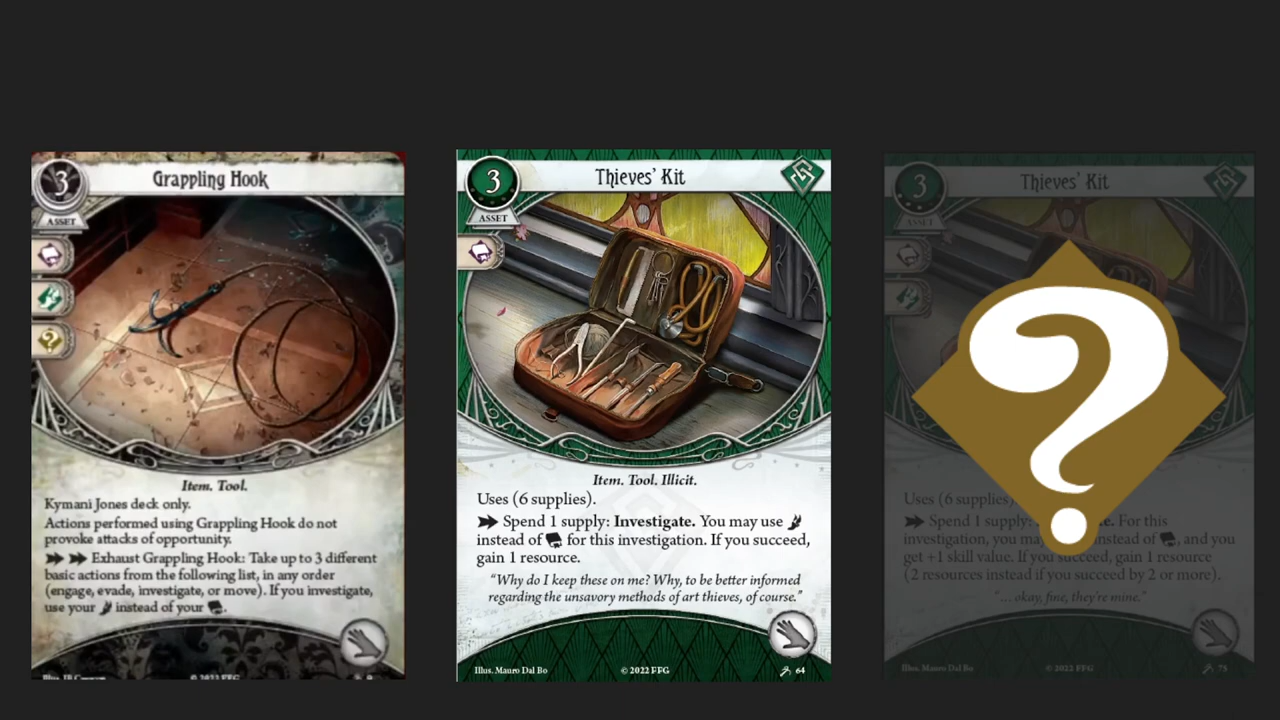 3
Grappling Hook
ASSET
Item. Tool.
Kymani Jones deck only.
Actions performed using Grappling Hook do not
provoke attacks of opportunity.
Exhaust Grappling Hook: Take up to 3 different
basic actions from the following list, in any order
(engage, evade, investigate, or move). If you investigate,
use your instead of your .
© 2022 FFG
3
Thieves' Kit
ASSET
Item. Tool. Illicit.
Uses (6 supplies).
Spend 1 supply: Investigate. You may use
instead of for this investigation. If you succeed,
gain 1 resource.
"Why do I keep these on me? Why, to be better informed
regarding the unsavory methods of art thieves, of course."
Illus. Mauro Dal Bo
© 2022 FFG
64
3
Thieves' Kit
ASSET
Uses (6 supplies).
Spend 1 supply: For this
investigation, you may instead of , and you
get +1 skill value. If you succeed, gain 1 resource
(2 resources instead if you succeed by 2 or more).
"... okay, fine, they're mine."
Illus. Mauro Dal Bo
© 2022 FFG
75
?